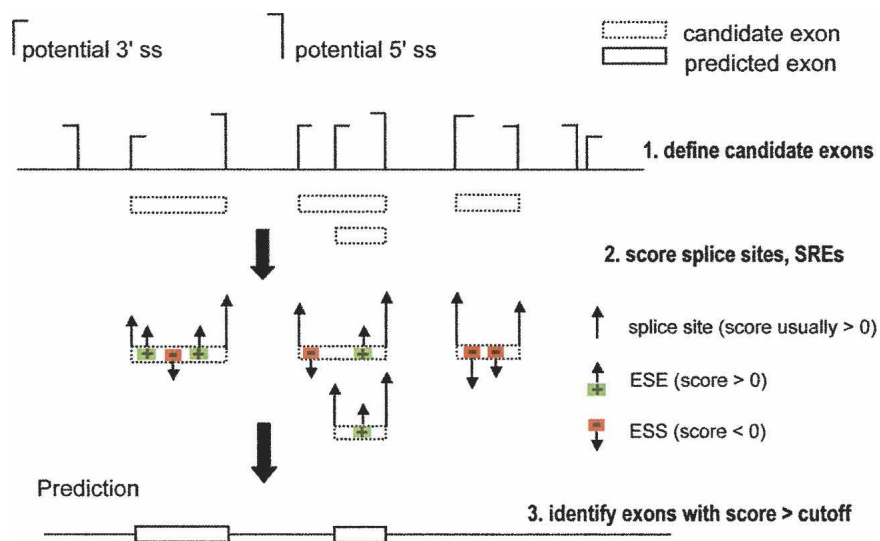 potential 3' ss
potential 5' ss
candidate exon
predicted exon
1. define candidate exons
2. score splice sites, SREs
splice site (score usually > 0)
+ ESE (score > 0)
- ESS (score < 0)
+ - +
- +
- -
+
Prediction
3. identify exons with score > cutoff